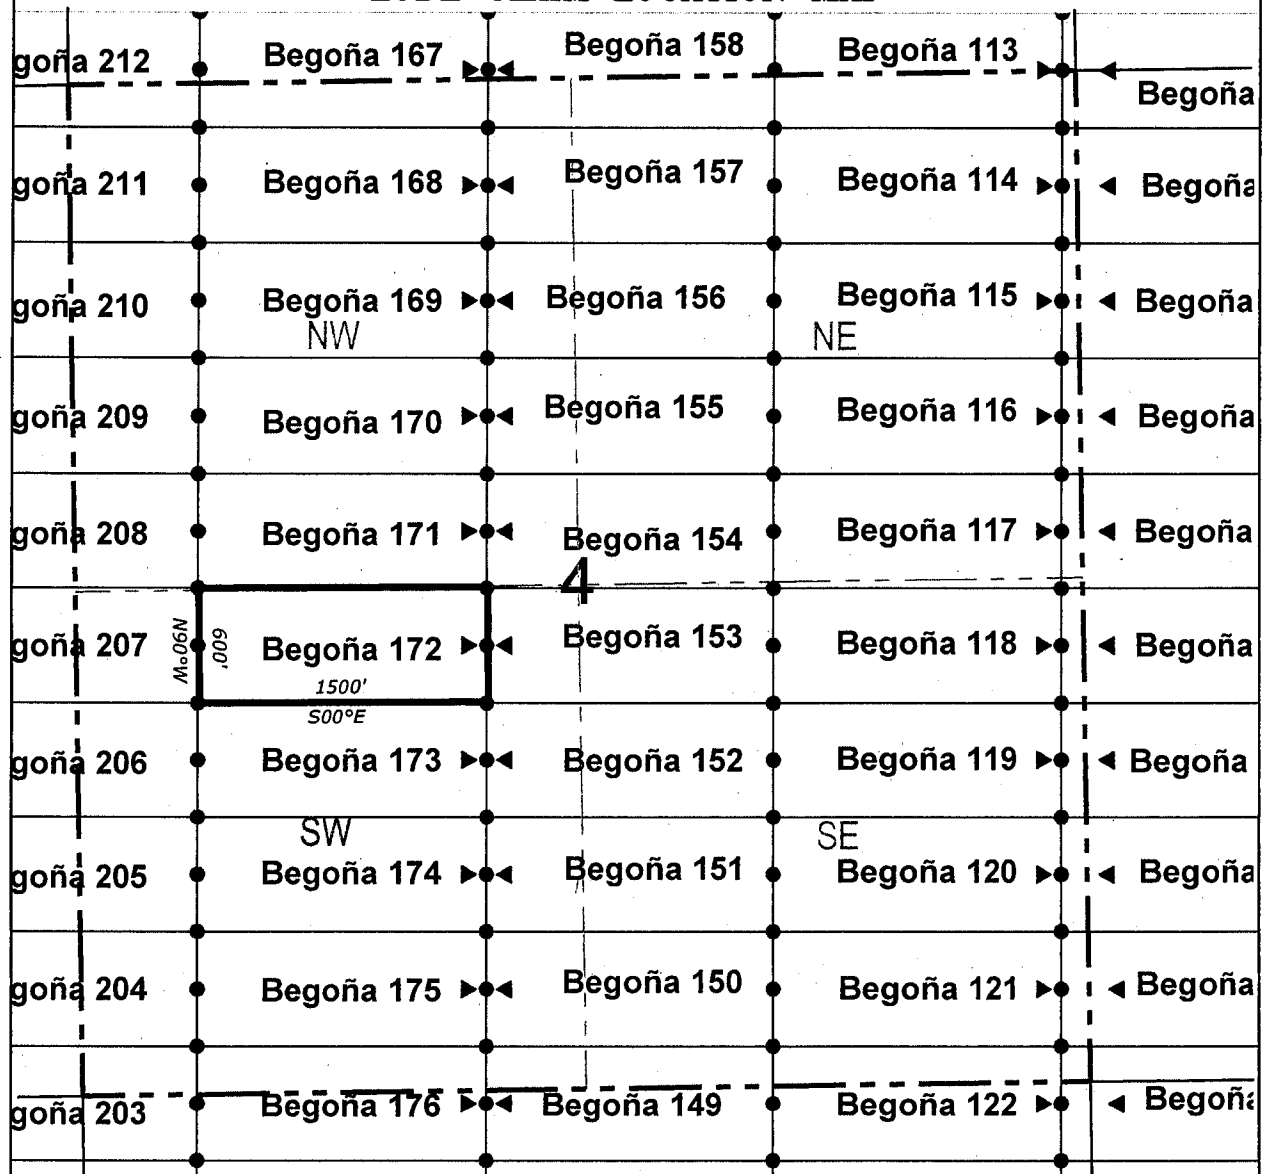 goña 212 Begoña 167 Begoña 158 Begoña 113
Begoña
goña 211 Begoña 168 Begoña 157 Begoña 114 Begoña
goña 210 Begoña 169 Begoña 156 Begoña 115 Begoña
NW NE
goña 209 Begoña 170 Begoña 155 Begoña 116 Begoña
goña 208 Begoña 171 Begoña 154 Begoña 117 Begoña
4
goña 207 N90°W 600' Begoña 172 Begoña 153 Begoña 118 Begoña
1500'
S00°E
goña 206 Begoña 173 Begoña 152 Begoña 119 Begoña
SW SE
goña 205 Begoña 174 Begoña 151 Begoña 120 Begoña
goña 204 Begoña 175 Begoña 150 Begoña 121 Begoña
goña 203 Begoña 176 Begoña 149 Begoña 122 Begoña